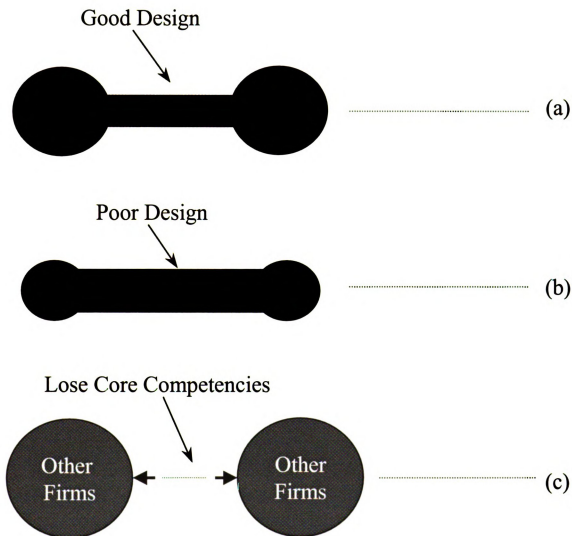 Good Design
(a)
Poor Design
(b)
Lose Core Competencies
Other
Firms
Other
Firms
(c)